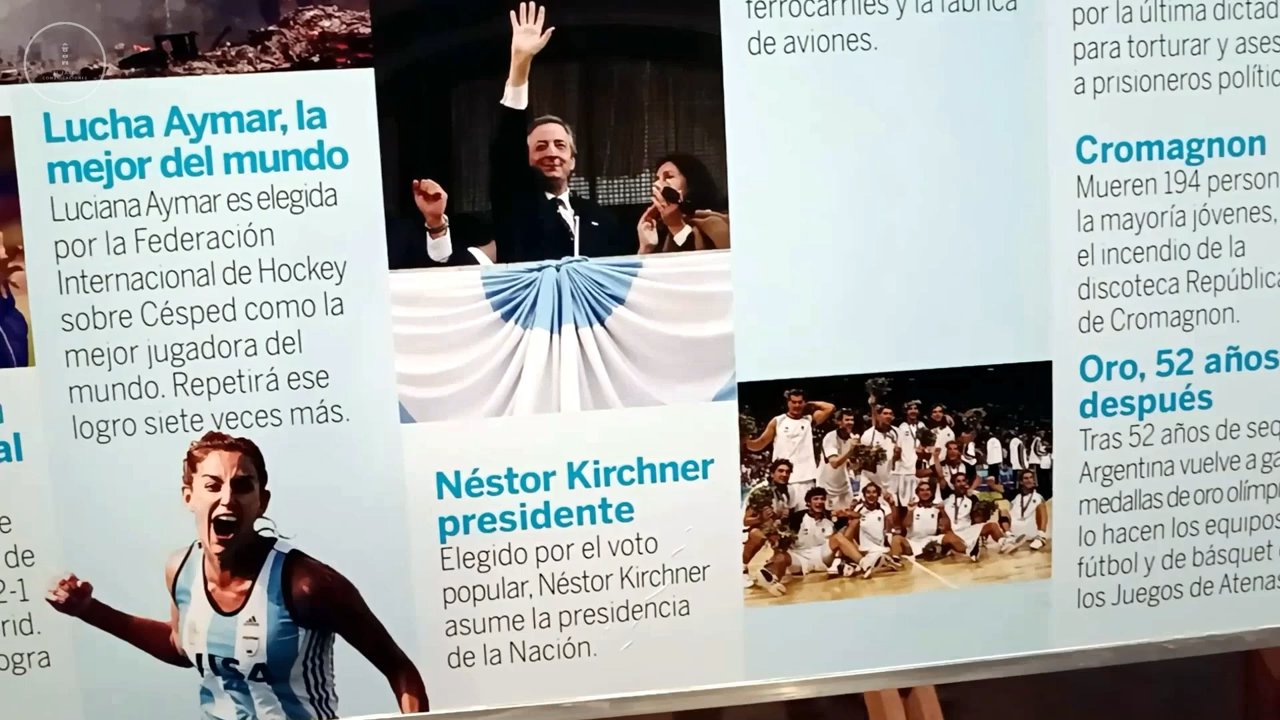 Lucha Aymar, la
mejor del mundo
Luciana Aymar es elegida
por la Federación
Internacional de Hockey
sobre Césped como la
mejor jugadora del
mundo. Repetirá ese
logro siete veces más.
al
de
2-1
rid.
ogra
Néstor Kirchner
presidente
Elegido por el voto
popular, Néstor Kirchner
asume la presidencia
de la Nación.
ferrocarriles y la fábrica
de aviones.
por la última dictad
para torturar y ases
a prisioneros polític
Cromagnon
Mueren 194 person
la mayoría jóvenes,
el incendio de la
discoteca Repúblic
de Cromagnon.
Oro, 52 años
después
Tras 52 años de seq
Argentina vuelve a ga
medallas de oro olímp
lo hacen los equipos
fútbol y de básquet
los Juegos de Atenas